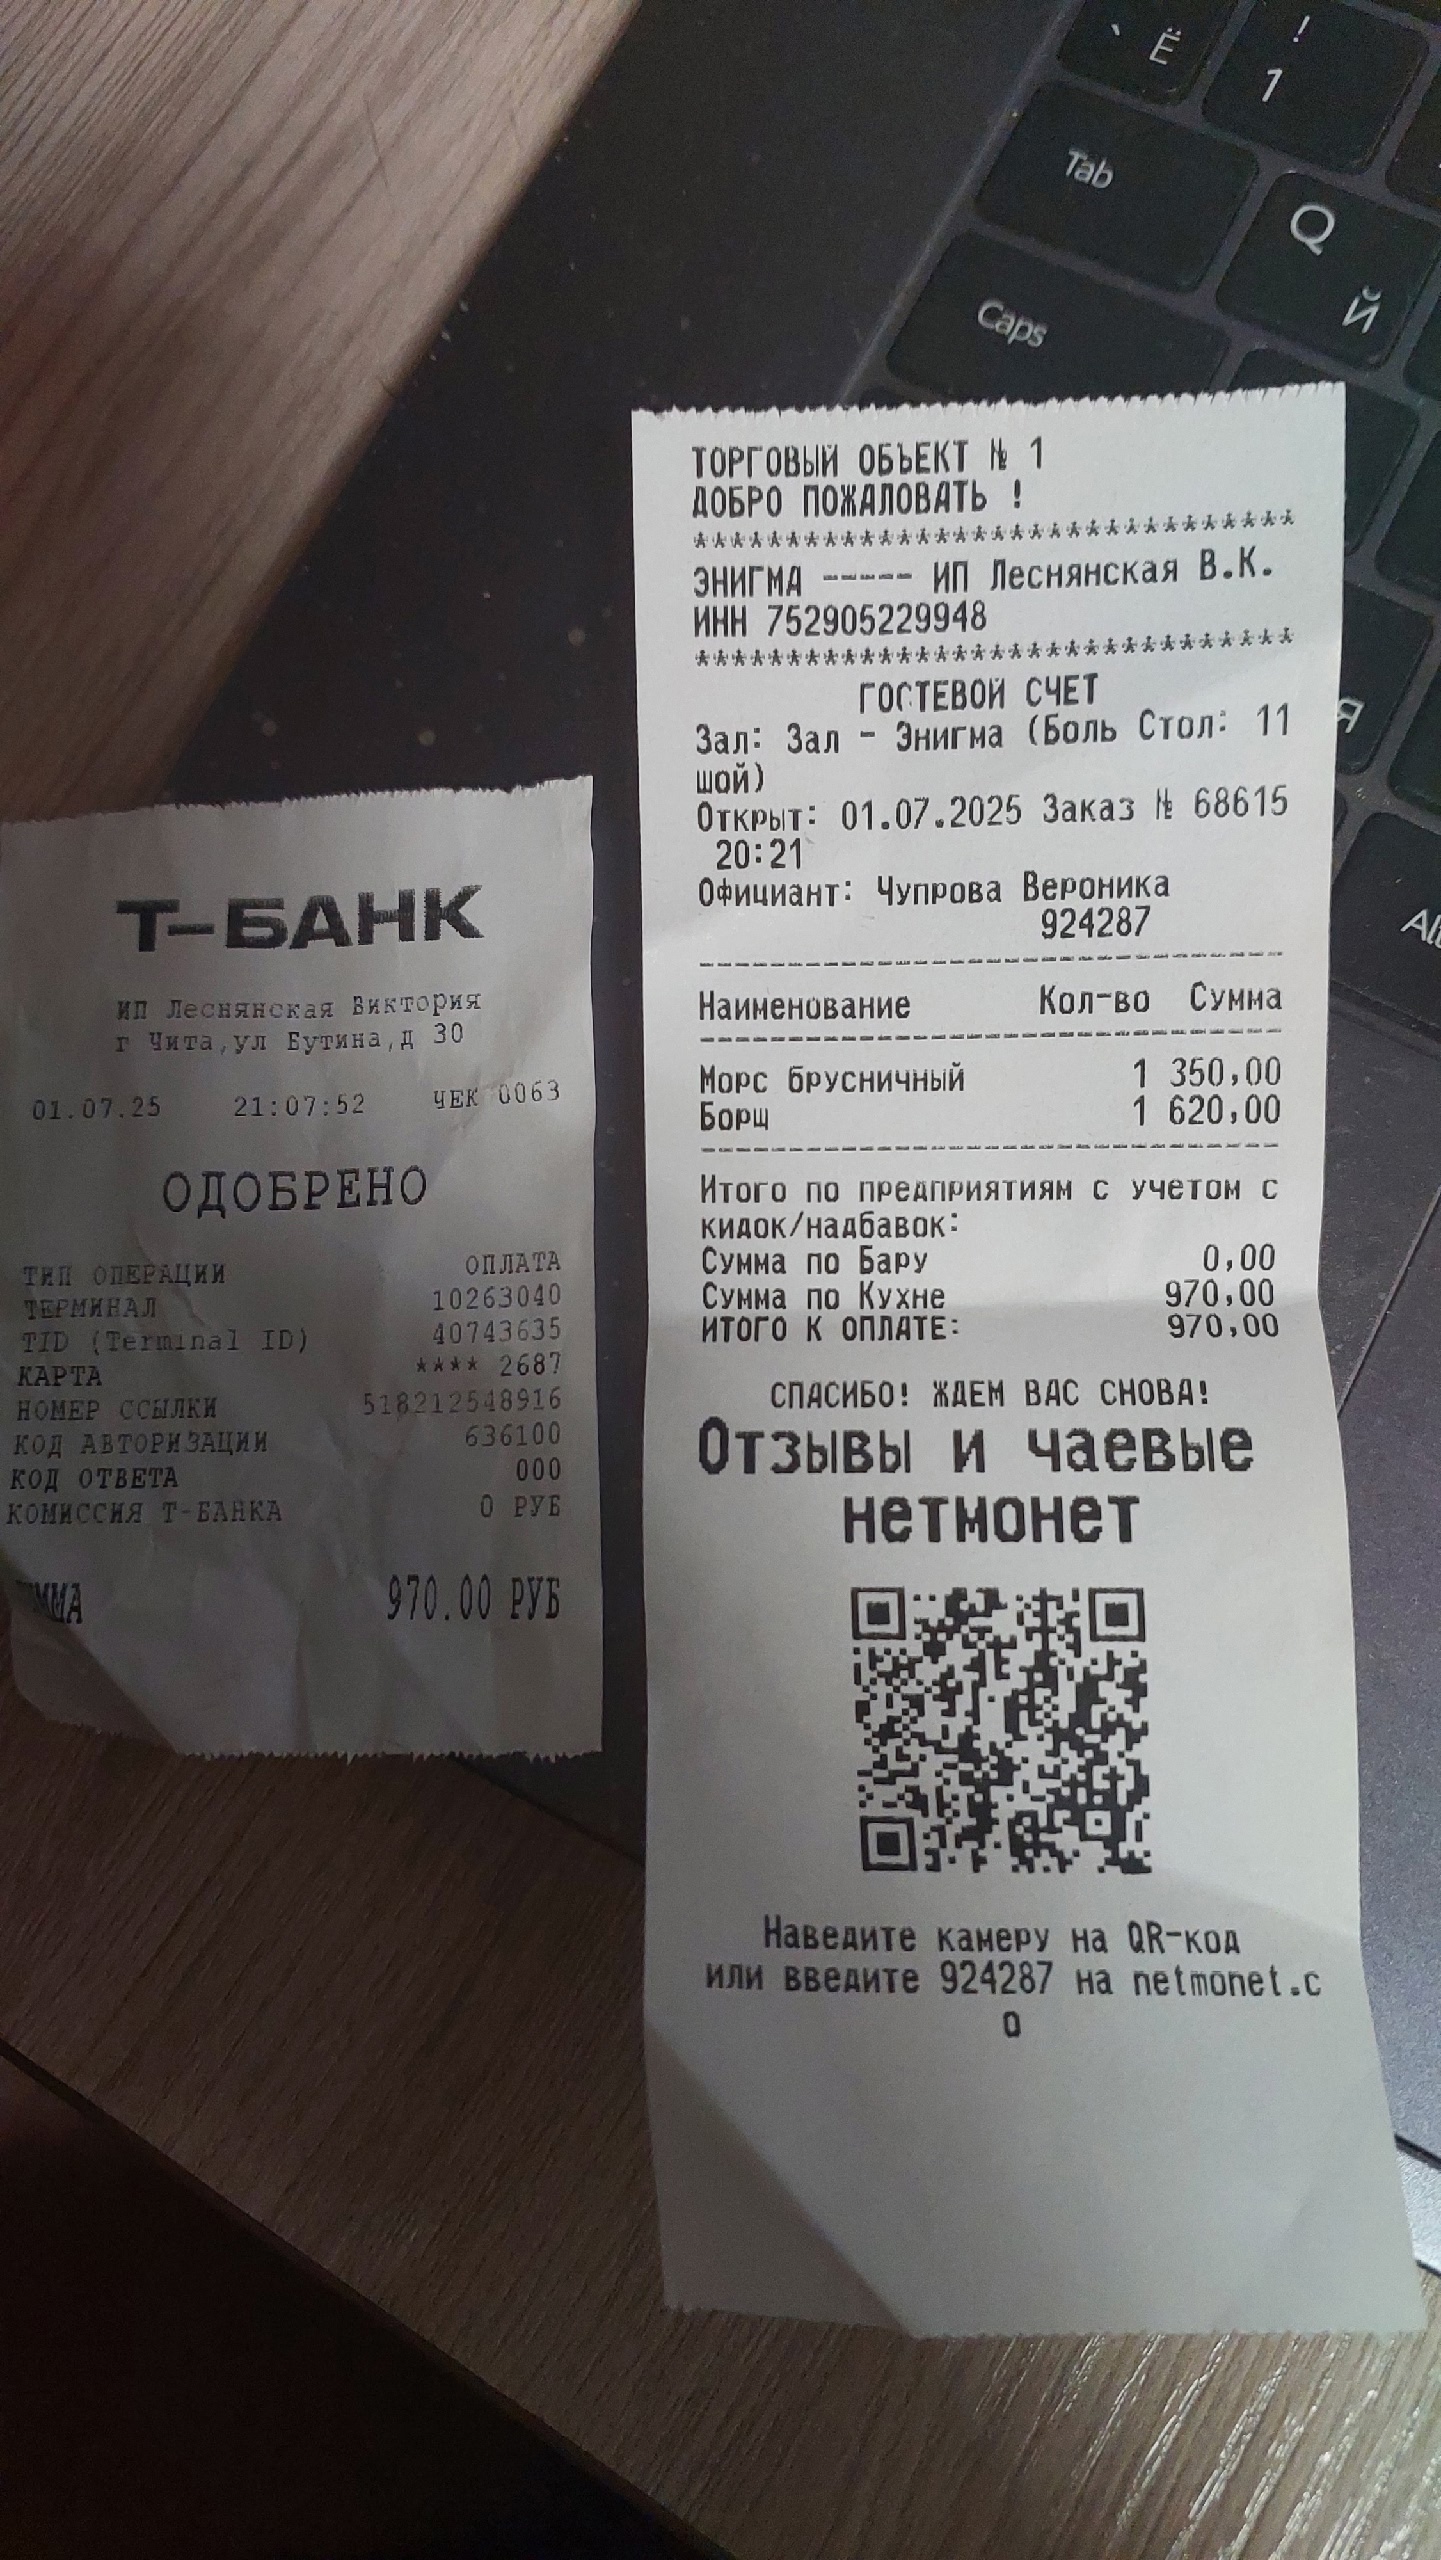 ` Ё
!
1
Tab
Q
Й
Caps
Я
Т-БАНК
ИП Леснянская Виктория
г Чита,ул Бутина,д 30
01.07.25 21:07:52 ЧЕК 0063
ОДОБРЕНО
ТИП ОПЕРАЦИИ ОПЛАТА
ТЕРМИНАЛ 10263040
TID (Terminal ID) 40743635
КАРТА **** 2687
НОМЕР ССЫЛКИ 518212548916
КОД АВТОРИЗАЦИИ 636100
КОД ОТВЕТА 000
КОМИССИЯ Т-БАНКА 0 РУБ
970.00 РУБ
ТОРГОВЫЙ ОБЪЕКТ № 1
ДОБРО ПОЖАЛОВАТЬ !
*********************************
ЭНИГМА ----- ИП Леснянская В.К.
ИНН 752905229948
*********************************
ГОСТЕВОЙ СЧЕТ
Зал: Зал - Энигма (Боль Стол: 11
шой)
Открыт: 01.07.2025 Заказ № 68615
20:21
Официант: Чупрова Вероника
924287
Наименование Кол-во Сумма
Морс брусничный 1 350,00
Борщ 1 620,00
Итого по предприятиям с учетом с
кидок/надбавок:
Сумма по Бару 0,00
Сумма по Кухне 970,00
ИТОГО К ОПЛАТЕ: 970,00
СПАСИБО! ЖДЕМ ВАС СНОВА!
Отзывы и чаевые
нетмонет
Наведите камеру на QR-код
или введите 924287 на netmonet.c
o